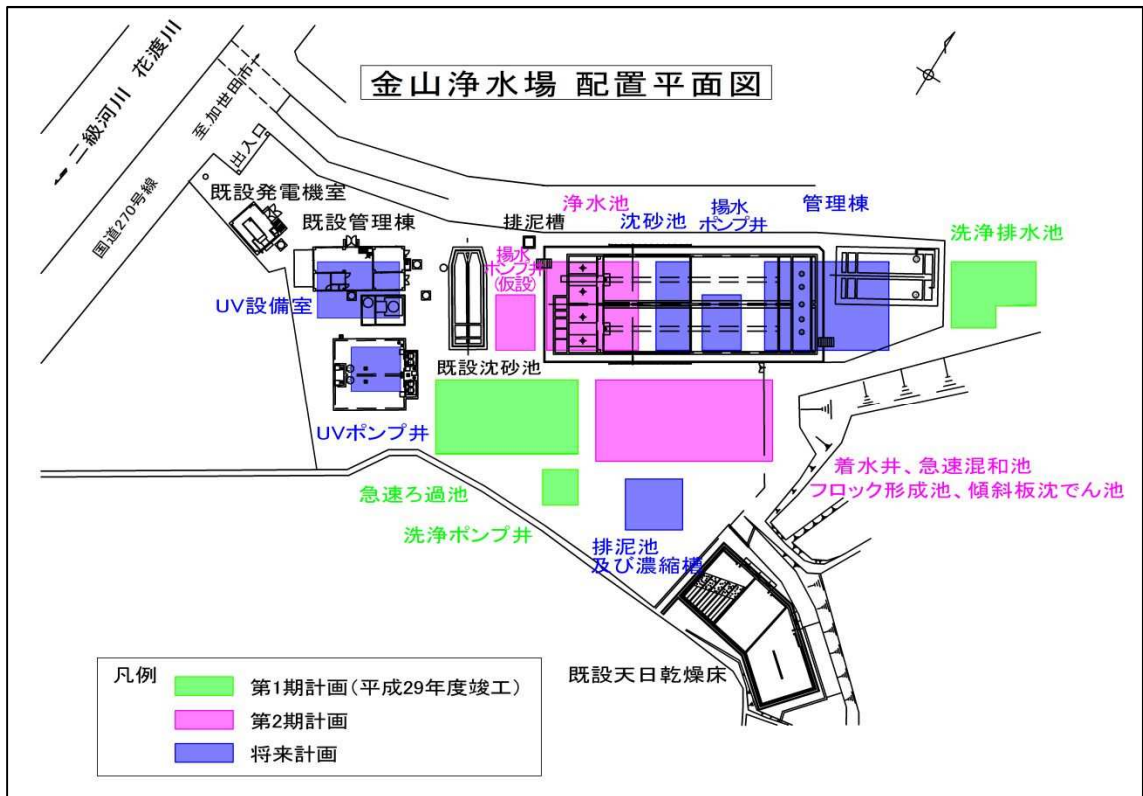 金山浄水場 配置平面図
二級河川 花渡川
至.加世田市
国道270号線
出入口
既設発電機室
既設管理棟
排泥槽
浄水池
沈砂池
揚水
ポンプ井
管理棟
洗浄排水池
揚水
ポンプ井
(仮設)
UV設備室
既設沈砂池
UVポンプ井
急速ろ過池
洗浄ポンプ井
着水井、急速混和池
フロック形成池、傾斜板沈でん池
排泥池
及び濃縮槽
既設天日乾燥床
凡例
第1期計画(平成29年度竣工)
第2期計画
将来計画